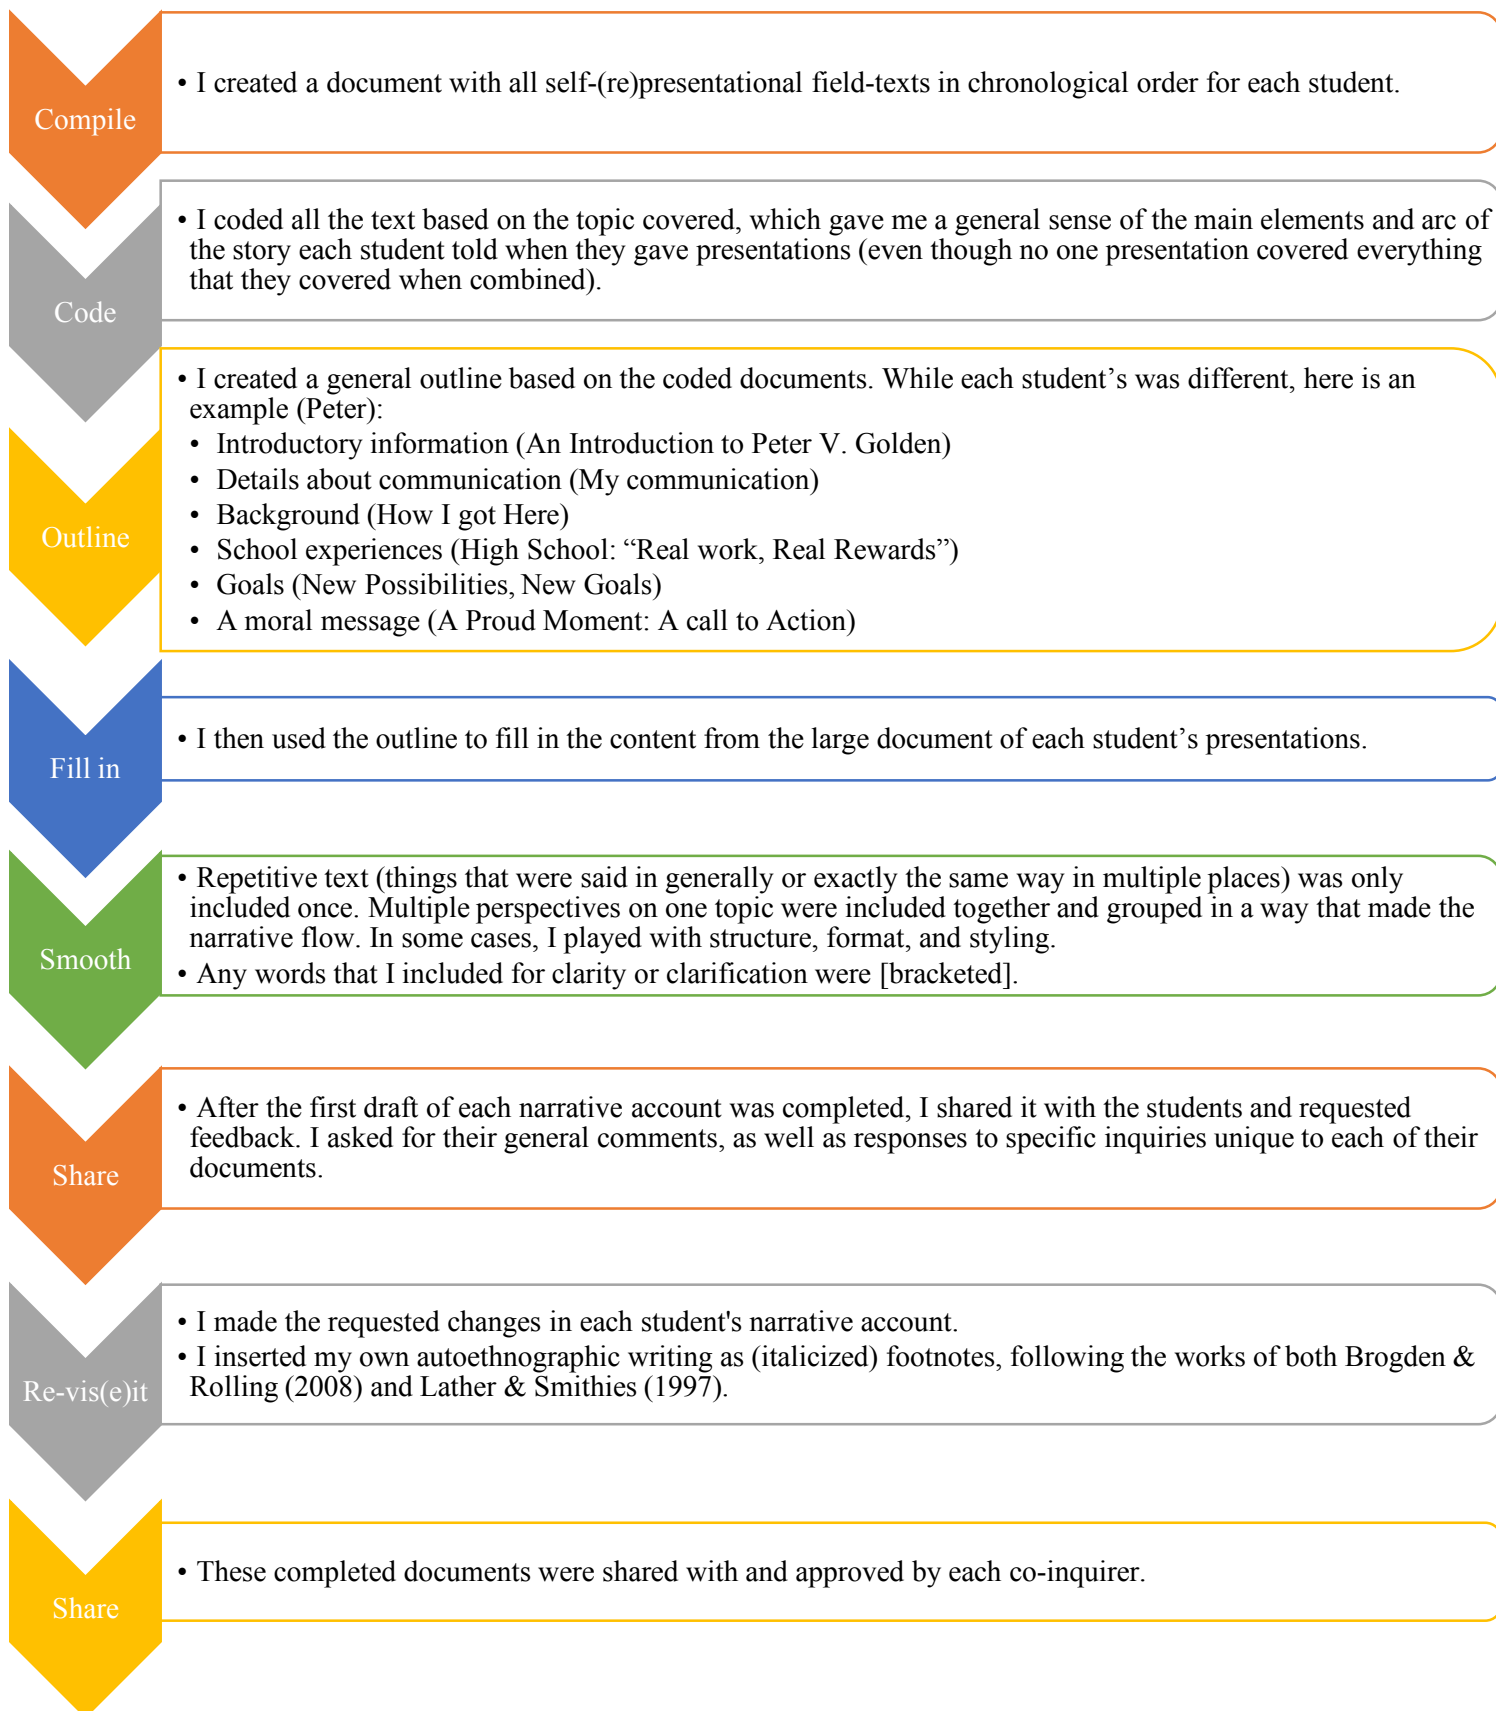 Compile
• I created a document with all self-(re)presentational field-texts in chronological order for each student.
Code
• I coded all the text based on the topic covered, which gave me a general sense of the main elements and arc of
the story each student told when they gave presentations (even though no one presentation covered everything
that they covered when combined).
Outline
• I created a general outline based on the coded documents. While each student’s was different, here is an
example (Peter):
• Introductory information (An Introduction to Peter V. Golden)
• Details about communication (My communication)
• Background (How I got Here)
• School experiences (High School: “Real work, Real Rewards”)
• Goals (New Possibilities, New Goals)
• A moral message (A Proud Moment: A call to Action)
Fill in
• I then used the outline to fill in the content from the large document of each student’s presentations.
Smooth
• Repetitive text (things that were said in generally or exactly the same way in multiple places) was only
included once. Multiple perspectives on one topic were included together and grouped in a way that made the
narrative flow. In some cases, I played with structure, format, and styling.
• Any words that I included for clarity or clarification were [bracketed].
Share
• After the first draft of each narrative account was completed, I shared it with the students and requested
feedback. I asked for their general comments, as well as responses to specific inquiries unique to each of their
documents.
Re-vis(e)it
• I made the requested changes in each student's narrative account.
• I inserted my own autoethnographic writing as (italicized) footnotes, following the works of both Brogden &
Rolling (2008) and Lather & Smithies (1997).
Share
• These completed documents were shared with and approved by each co-inquirer.